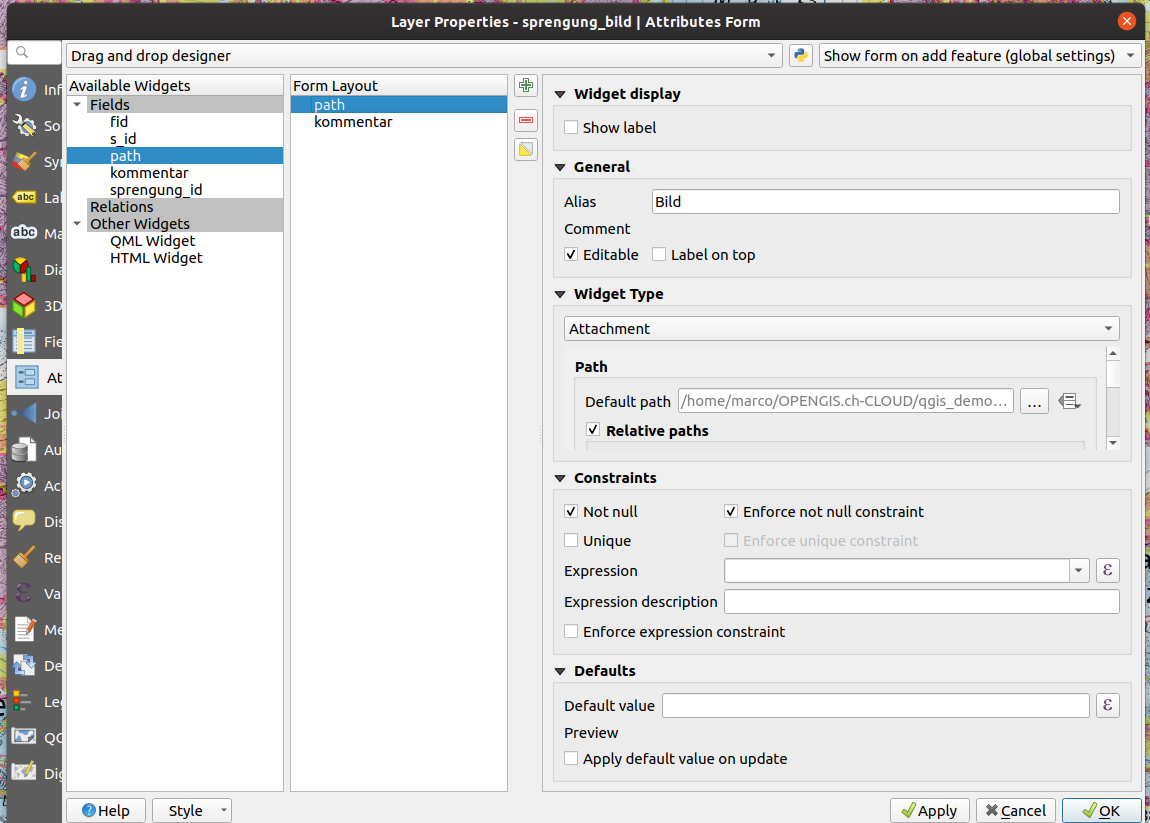 Layer Properties - sprengung_bild | Attributes Form
Drag and drop designer
Show form on add feature (global settings)
Inf
So
Sy
abc La
abc Ma
Dia
3D
Fie
At
Joi
Au
Ac
Dis
Re
Va
Me
De
Leg
QG
Dig
Available Widgets
Fields
fid
s_id
path
kommentar
sprengung_id
Relations
Other Widgets
QML Widget
HTML Widget
Form Layout
path
kommentar
Widget display
Show label
General
Alias Bild
Comment
Editable Label on top
Widget Type
Attachment
Path
Default path /home/marco/OPENGIS.ch-CLOUD/qgis_demo… ...
Relative paths
Constraints
Not null Enforce not null constraint
Unique Enforce unique constraint
Expression ε
Expression description
Enforce expression constraint
Defaults
Default value ε
Preview
Apply default value on update
Help Style Apply Cancel OK